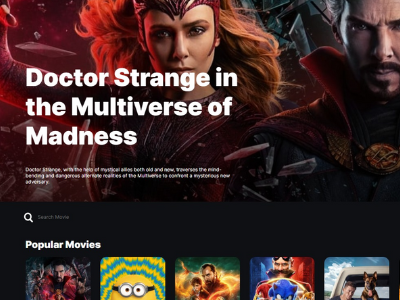 Doctor Strange in
the Multiverse of
Madness
Doctor Strange, with the help of mystical allies both old and new, traverses the mind-
bending and dangerous alternate realities of the Multiverse to confront a mysterious new
adversary.
Search Movie
Popular Movies